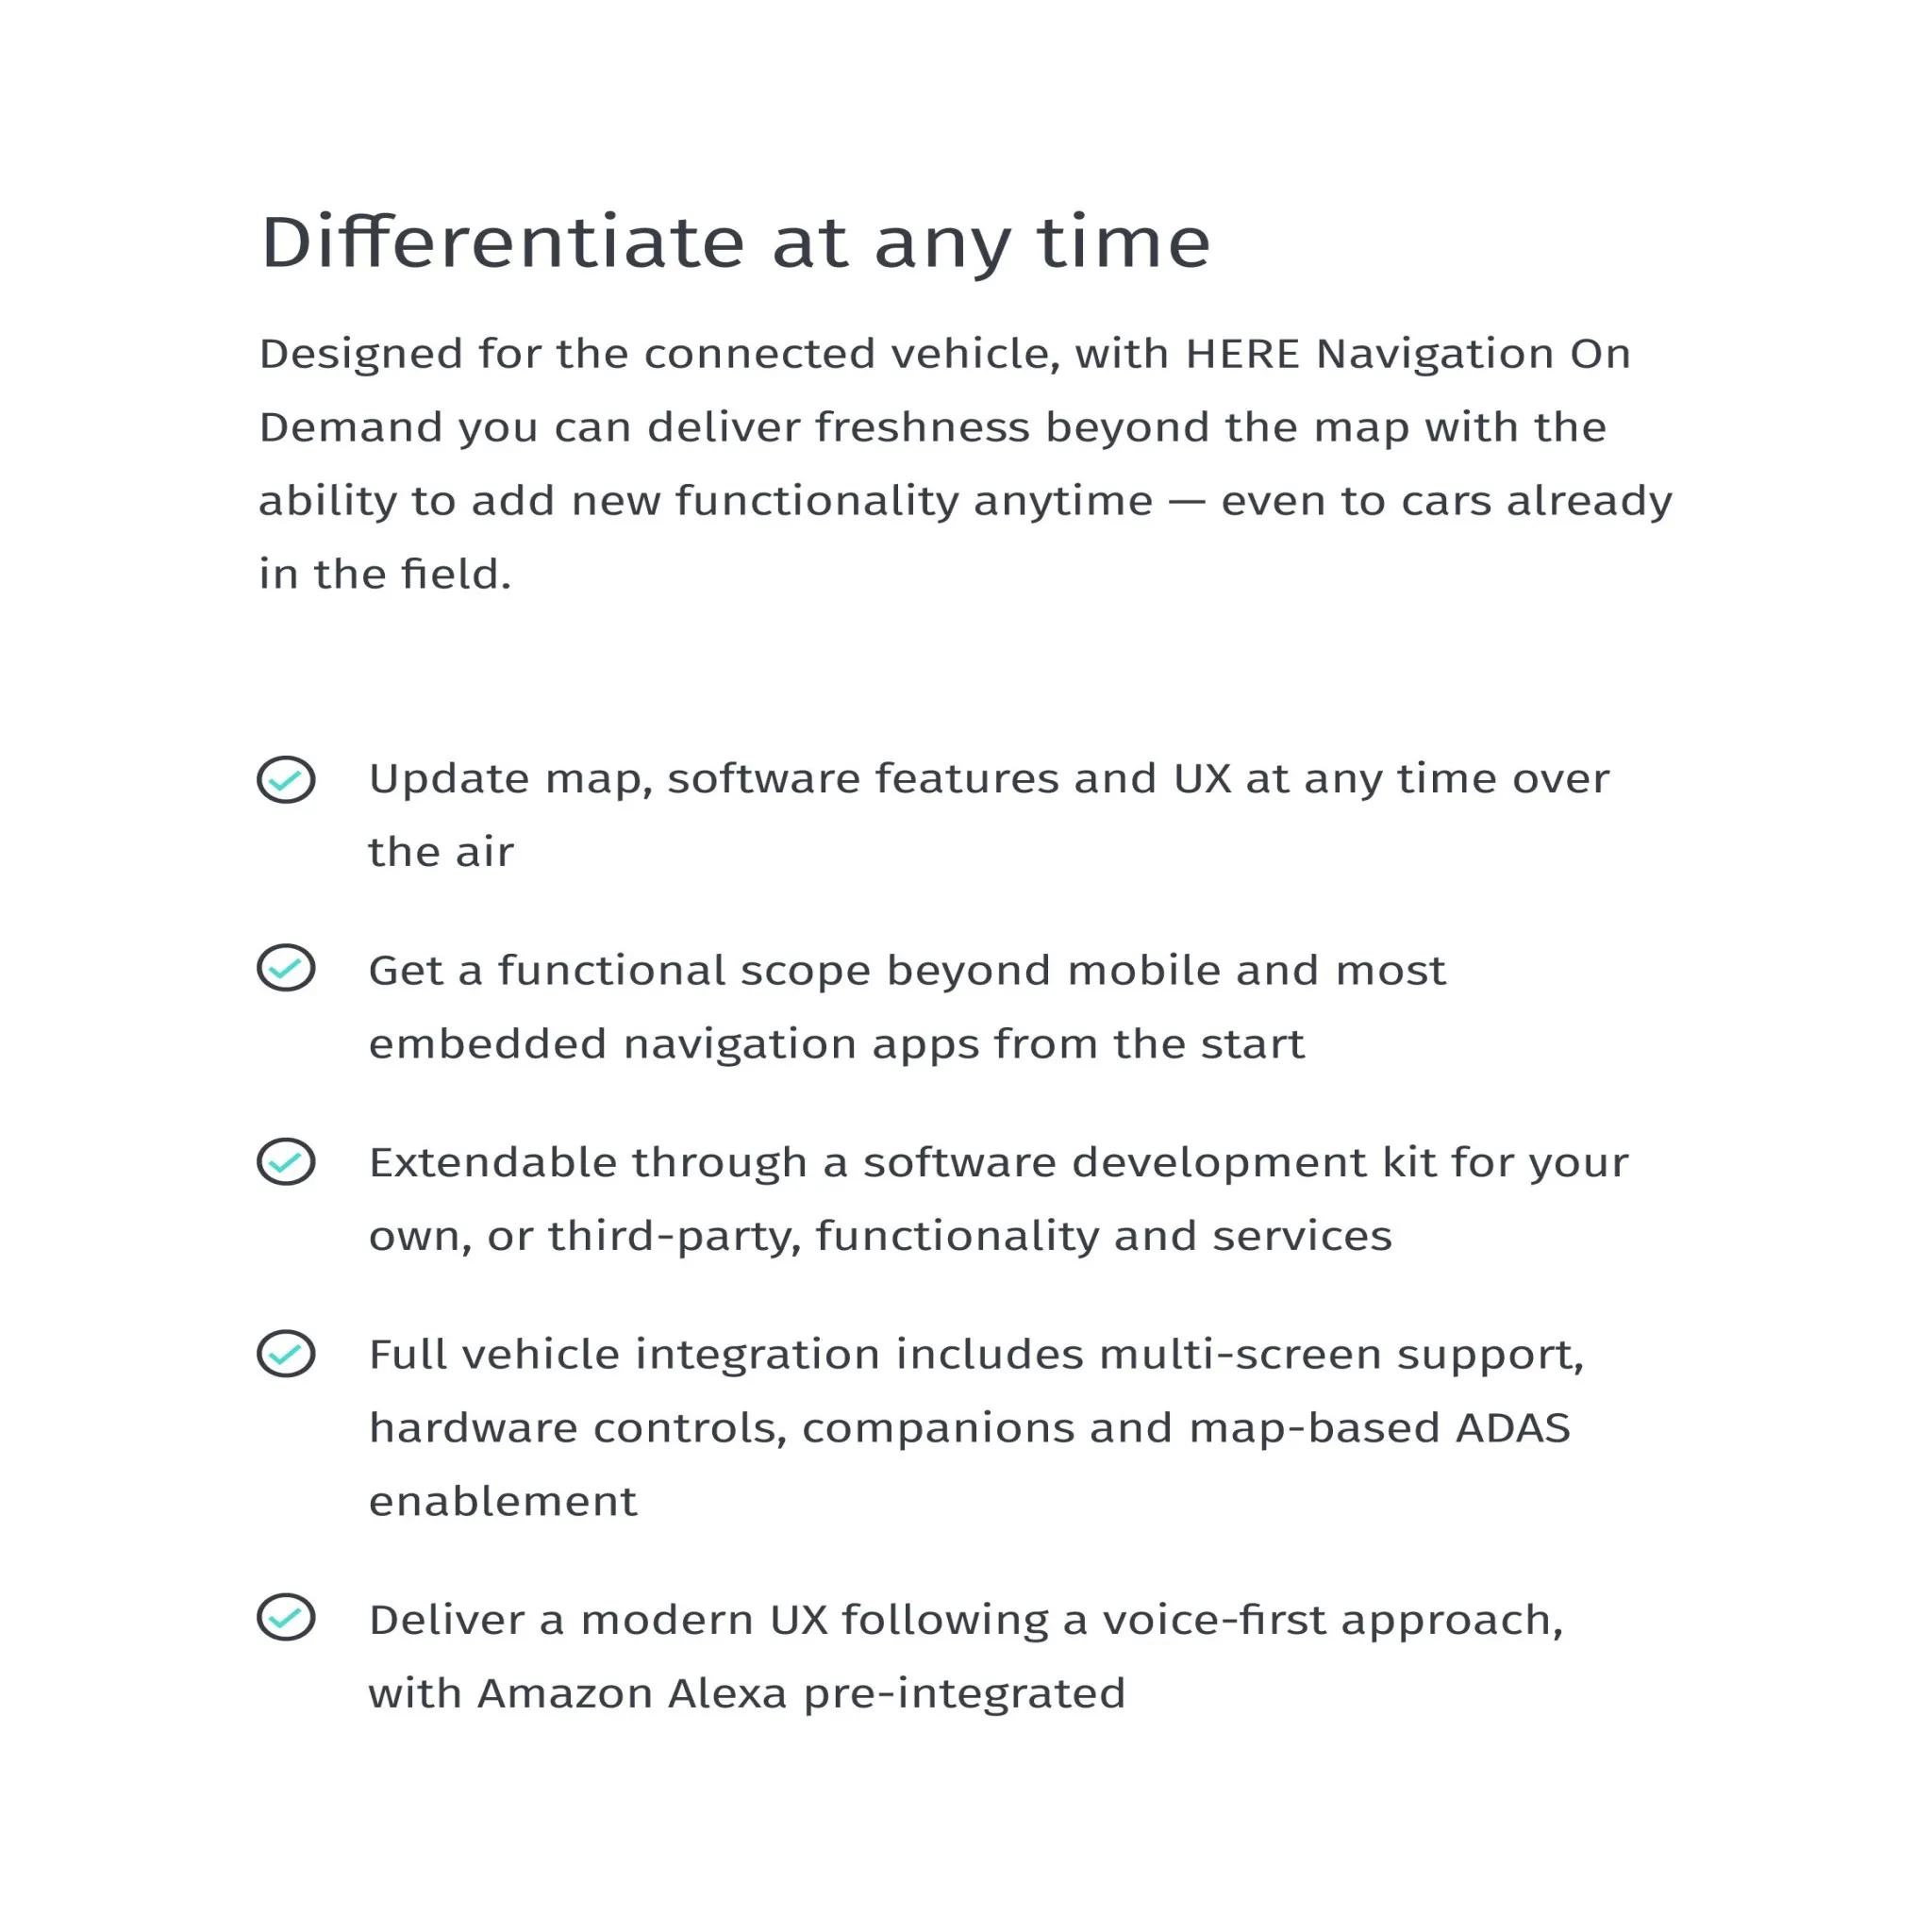 Differentiate at any time
Designed for the connected vehicle, with HERE Navigation On
Demand you can deliver freshness beyond the map with the
ability to add new functionality anytime — even to cars already
in the field.
Update map, software features and UX at any time over
the air
Get a functional scope beyond mobile and most
embedded navigation apps from the start
Extendable through a software development kit for your
own, or third-party, functionality and services
Full vehicle integration includes multi-screen support,
hardware controls, companions and map-based ADAS
enablement
Deliver a modern UX following a voice-first approach,
with Amazon Alexa pre-integrated